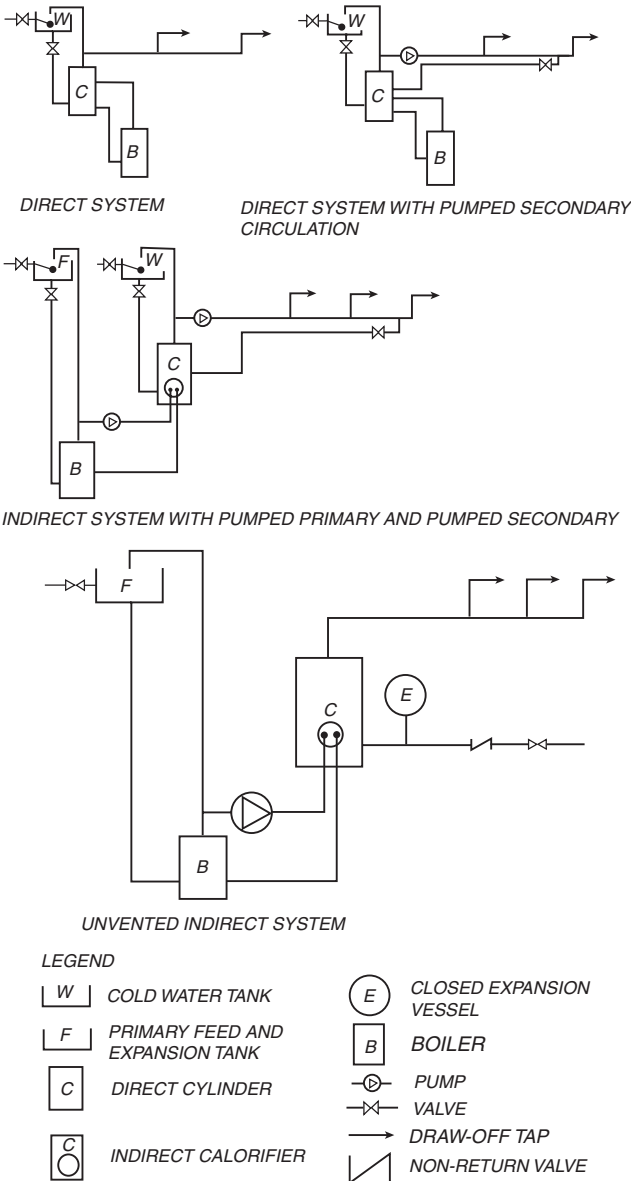 W
C
B
DIRECT SYSTEM
W
C
B
DIRECT SYSTEM WITH PUMPED SECONDARY
CIRCULATION
F
W
C
B
INDIRECT SYSTEM WITH PUMPED PRIMARY AND PUMPED SECONDARY
F
C
E
B
UNVENTED INDIRECT SYSTEM
LEGEND
W COLD WATER TANK
F PRIMARY FEED AND
EXPANSION TANK
C DIRECT CYLINDER
C INDIRECT CALORIFIER
E CLOSED EXPANSION
VESSEL
B BOILER
PUMP
VALVE
DRAW-OFF TAP
NON-RETURN VALVE